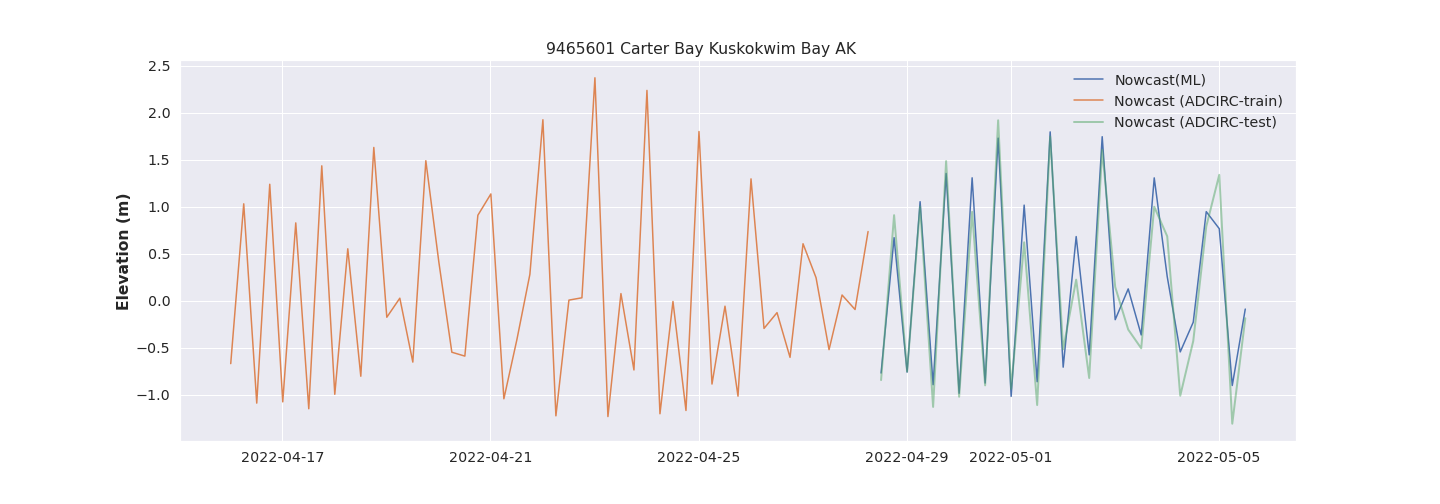 9465601 Carter Bay Kuskokwim Bay AK
Nowcast(ML)
Nowcast (ADCIRC-train)
Nowcast (ADCIRC-test)
Elevation (m)
2.5
2.0
1.5
1.0
0.5
0.0
−0.5
−1.0
2022-04-17 2022-04-21 2022-04-25 2022-04-29 2022-05-01 2022-05-05